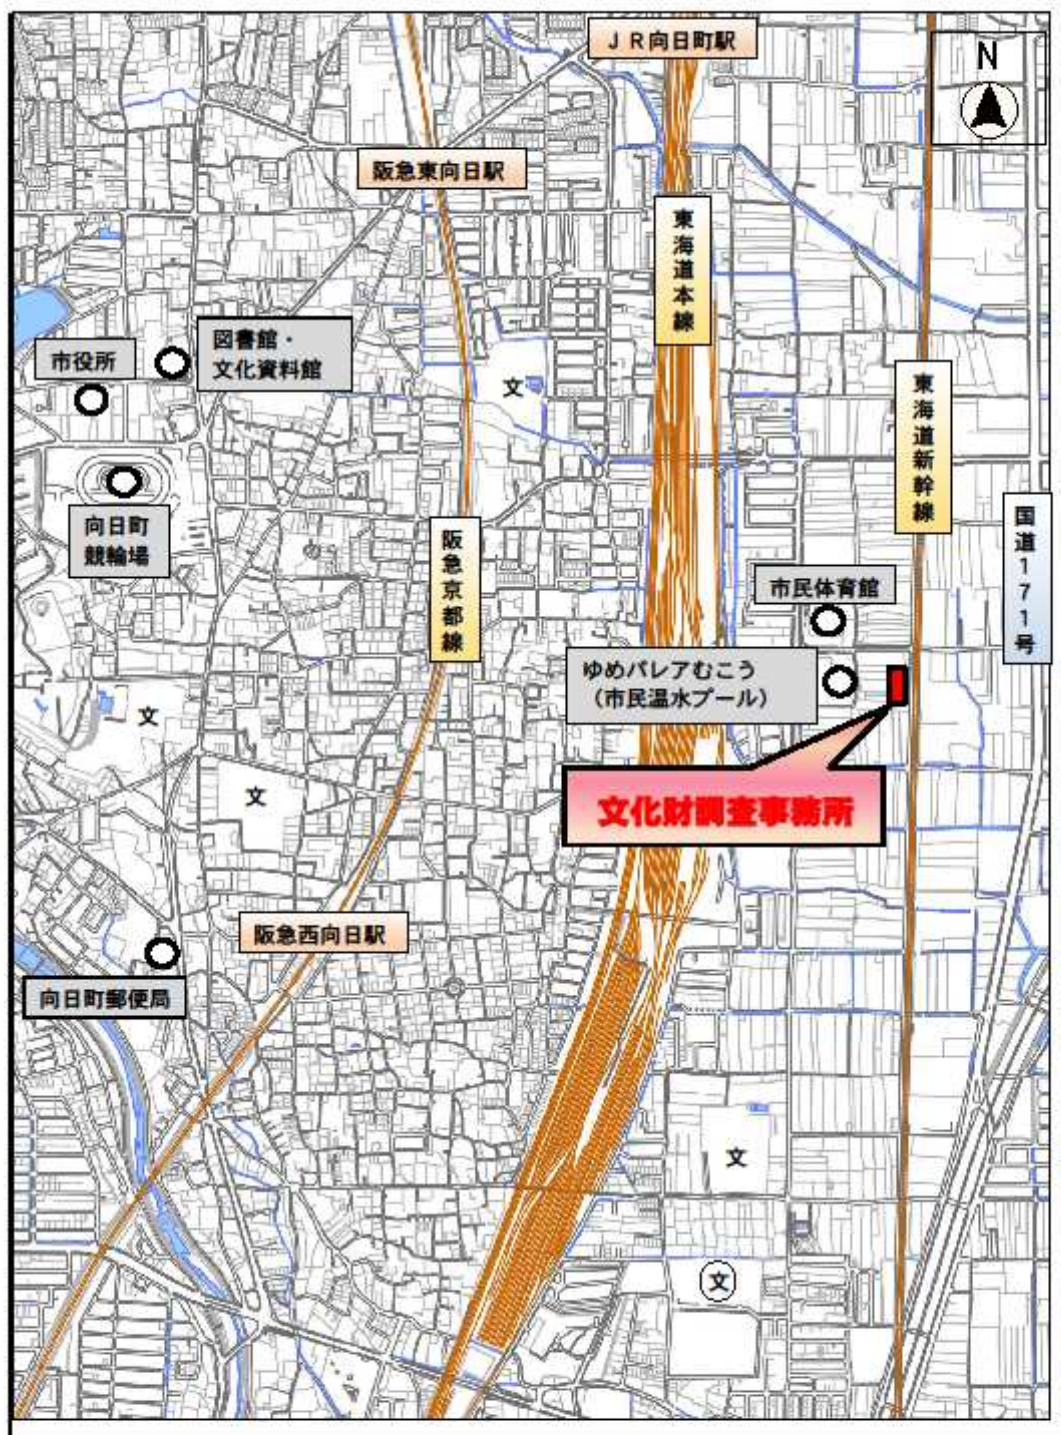 ＪＲ向日町駅
N
阪急東向日駅
東海道本線
図書館・
文化資料館
市役所
文
東海道新幹線
向日町
競輪場
国道171号
阪急京都線
市民体育館
ゆめパレアむこう
（市民温水プール）
文
文
文化財調査事務所
阪急西向日駅
向日町郵便局
文
文